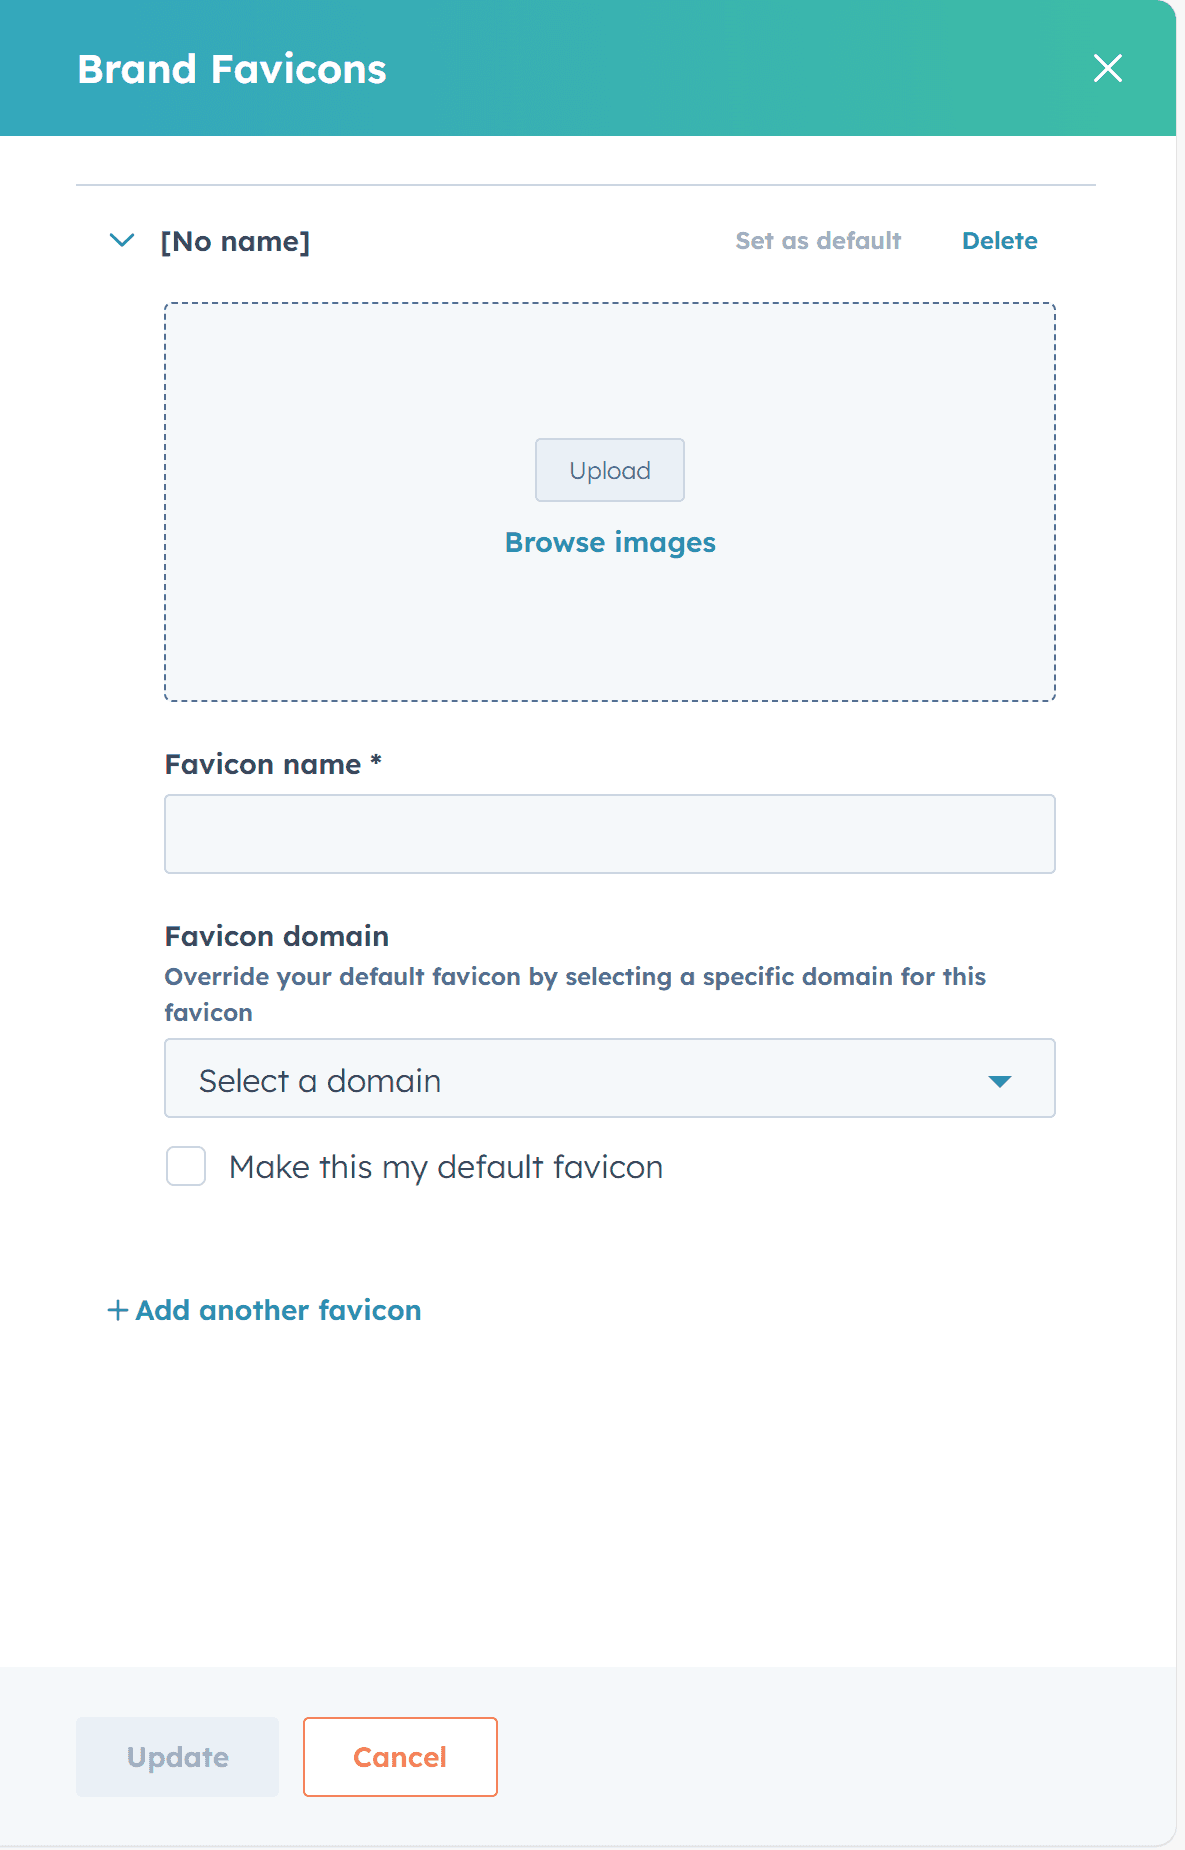 Brand Favicons
[No name]
Set as default
Delete
Upload
Browse images
Favicon name *
Favicon domain
Override your default favicon by selecting a specific domain for this
favicon
Select a domain
Make this my default favicon
+ Add another favicon
Update
Cancel